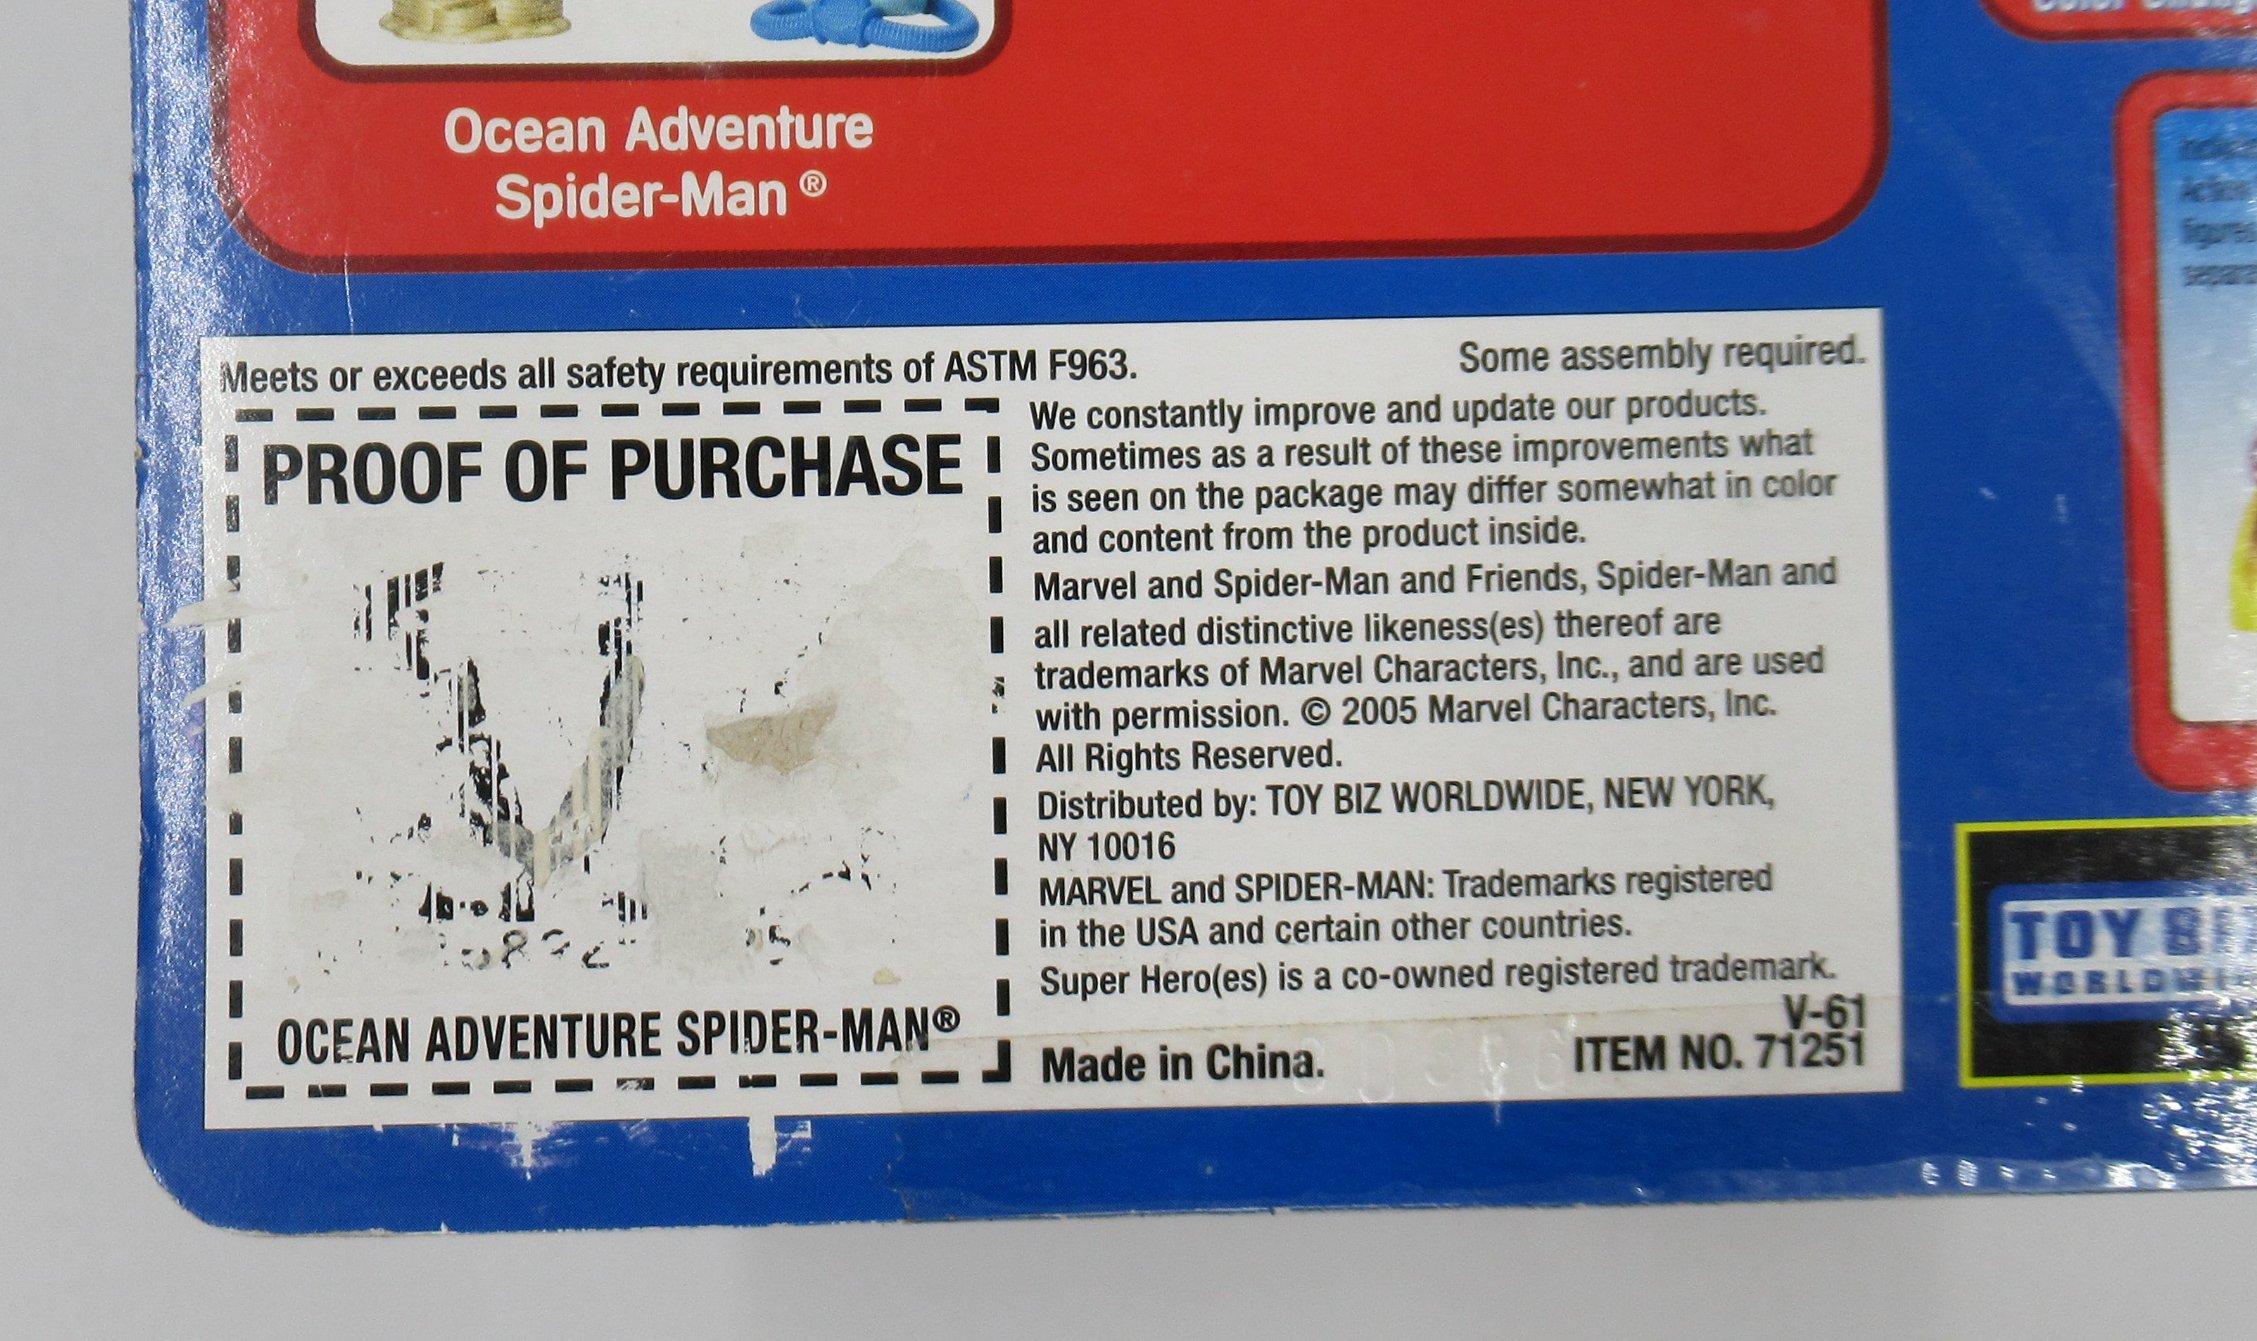 Ocean Adventure
Spider-Man®
Meets or exceeds all safety requirements of ASTM F963.
Some assembly required.
PROOF OF PURCHASE
OCEAN ADVENTURE SPIDER-MAN®
We constantly improve and update our products.
Sometimes as a result of these improvements what
is seen on the package may differ somewhat in color
and content from the product inside.
Marvel and Spider-Man and Friends, Spider-Man and
all related distinctive likeness(es) thereof are
trademarks of Marvel Characters, Inc., and are used
with permission. © 2005 Marvel Characters, Inc.
All Rights Reserved.
Distributed by: TOY BIZ WORLDWIDE, NEW YORK,
NY 10016
MARVEL and SPIDER-MAN: Trademarks registered
in the USA and certain other countries.
Super Hero(es) is a co-owned registered trademark.
V-61
Made in China.
ITEM NO. 71251
TOY